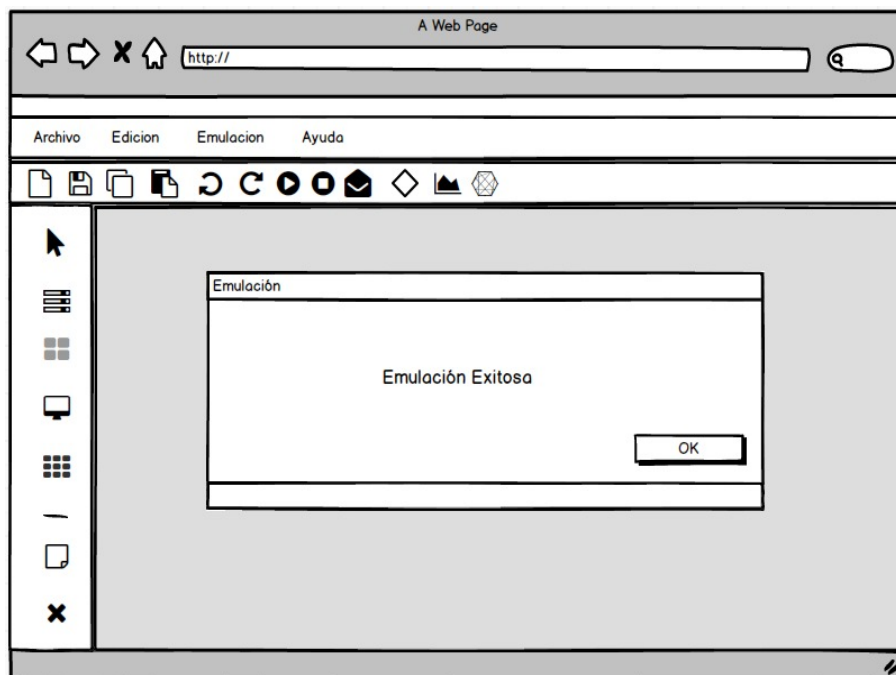 A Web Page
http://
Archivo Edicion Emulacion Ayuda
Emulación
Emulación Exitosa
OK